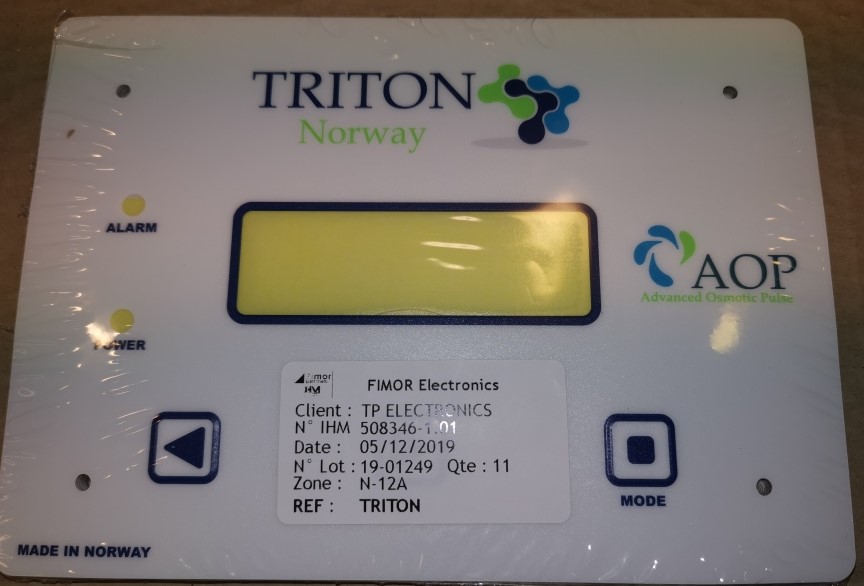 TRITON
Norway
ALARM
AOP
Advanced Osmotic Pulse
POWER
Fimor
FIMOR Electronics
Client : TP ELECTRONICS
N° IHM 508346-1.01
Date : 05/12/2019
N° Lot : 19-01249 Qte : 11
Zone : N-12A
REF : TRITON
MODE
MADE IN NORWAY